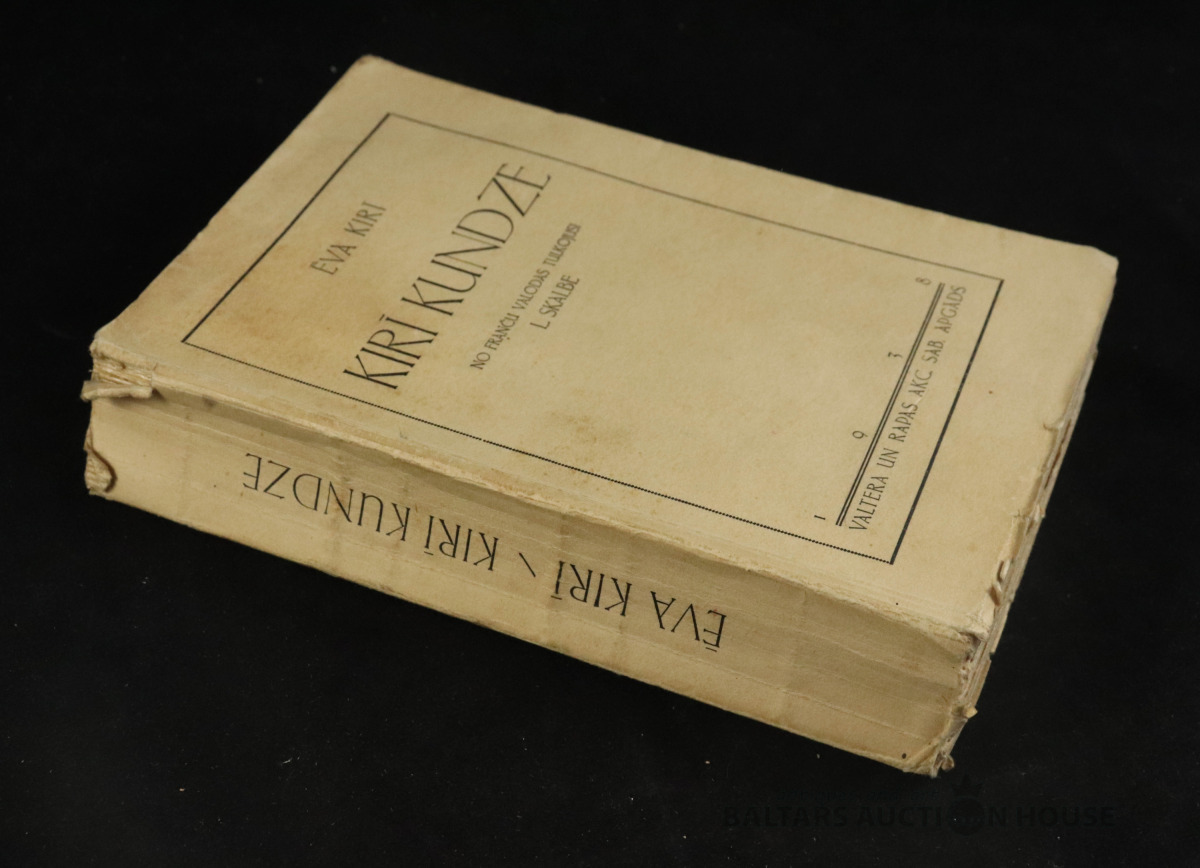 ĒVA KIRĪ
KIRĪ KUNDZE
NO FRANČU VALODAS TULKOJUSI
L. SKALBE
1 9 3 8
VALTERA UN RAPAS AKC. SAB. APGĀDS
ĒVA KIRĪ / KIRĪ KUNDZE
BALTARS AUCTION HOUSE